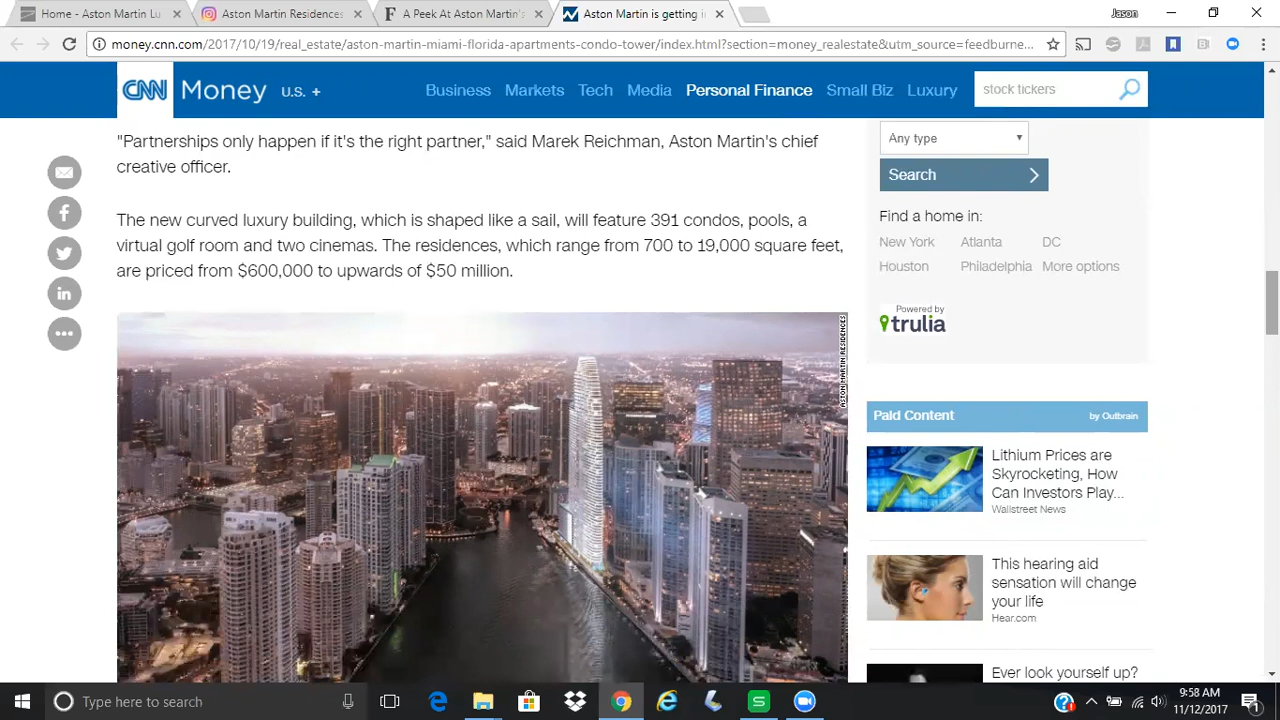 Home - Aston Martin Lu
Aston Martin Residences
A Peek At Aston Martin's
Aston Martin is getting i
Jason
money.cnn.com/2017/10/19/real_estate/aston-martin-miami-florida-apartments-condo-tower/index.html?section=money_realestate&utm_source=feedburne...
CNN Money U.S. +
Business Markets Tech Media Personal Finance Small Biz Luxury
stock tickers
"Partnerships only happen if it's the right partner," said Marek Reichman, Aston Martin's chief
creative officer.
The new curved luxury building, which is shaped like a sail, will feature 391 condos, pools, a
virtual golf room and two cinemas. The residences, which range from 700 to 19,000 square feet,
are priced from $600,000 to upwards of $50 million.
ASTON MARTIN RESIDENCES
Any type
Search
Find a home in:
New York Atlanta DC
Houston Philadelphia More options
Powered by
trulia
Paid Content by Outbrain
Lithium Prices are
Skyrocketing, How
Can Investors Play...
Wallstreet News
This hearing aid
sensation will change
your life
Hear.com
Ever look yourself up?
Type here to search
9:58 AM
11/12/2017